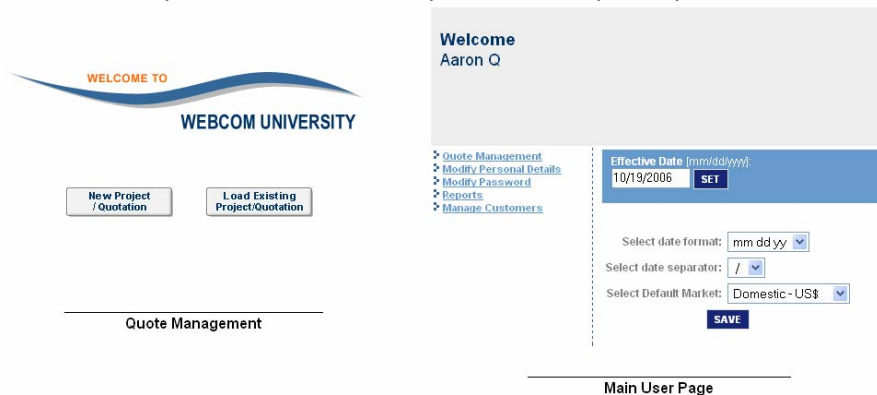 WELCOME TO
WEBCOM UNIVERSITY
New Project
/ Quotation
Load Existing
Project/Quotation
Quote Management
Welcome
Aaron Q
Quote Management
Modify Personal Details
Modify Password
Reports
Manage Customers
Effective Date [mm/dd/yyyy]:
10/19/2006 SET
Select date format: mm dd yy
Select date separator: /
Select Default Market: Domestic - US$
SAVE
Main User Page